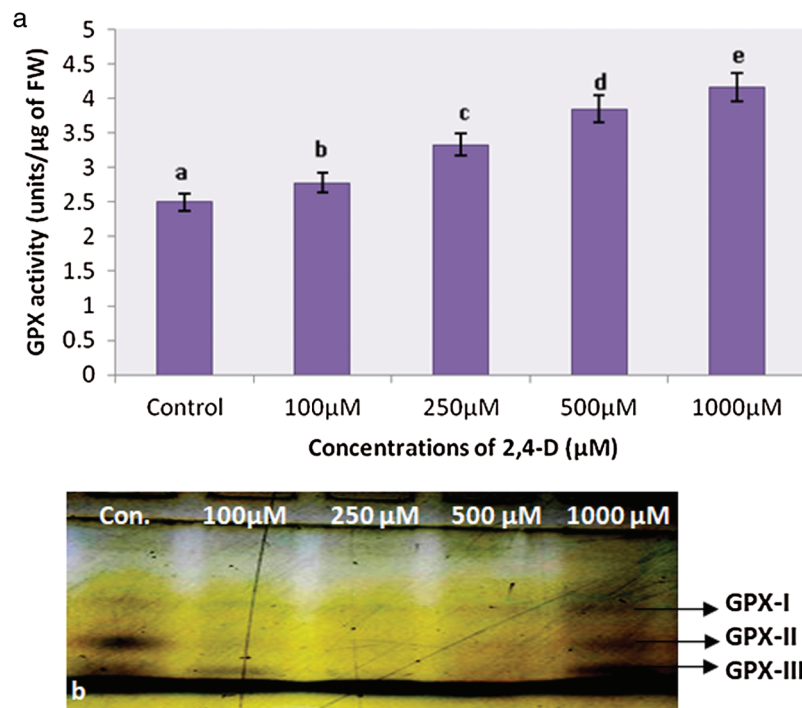 a
GPX activity (units/µg of FW)
5
4.5
4
3.5
3
2.5
2
1.5
1
0.5
0
a
b
c
d
e
Control
100µM
250µM
500µM
1000µM
Concentrations of 2,4-D (µM)
Con.
100µM
250 µM
500 µM
1000 µM
GPX-I
GPX-II
GPX-III
b